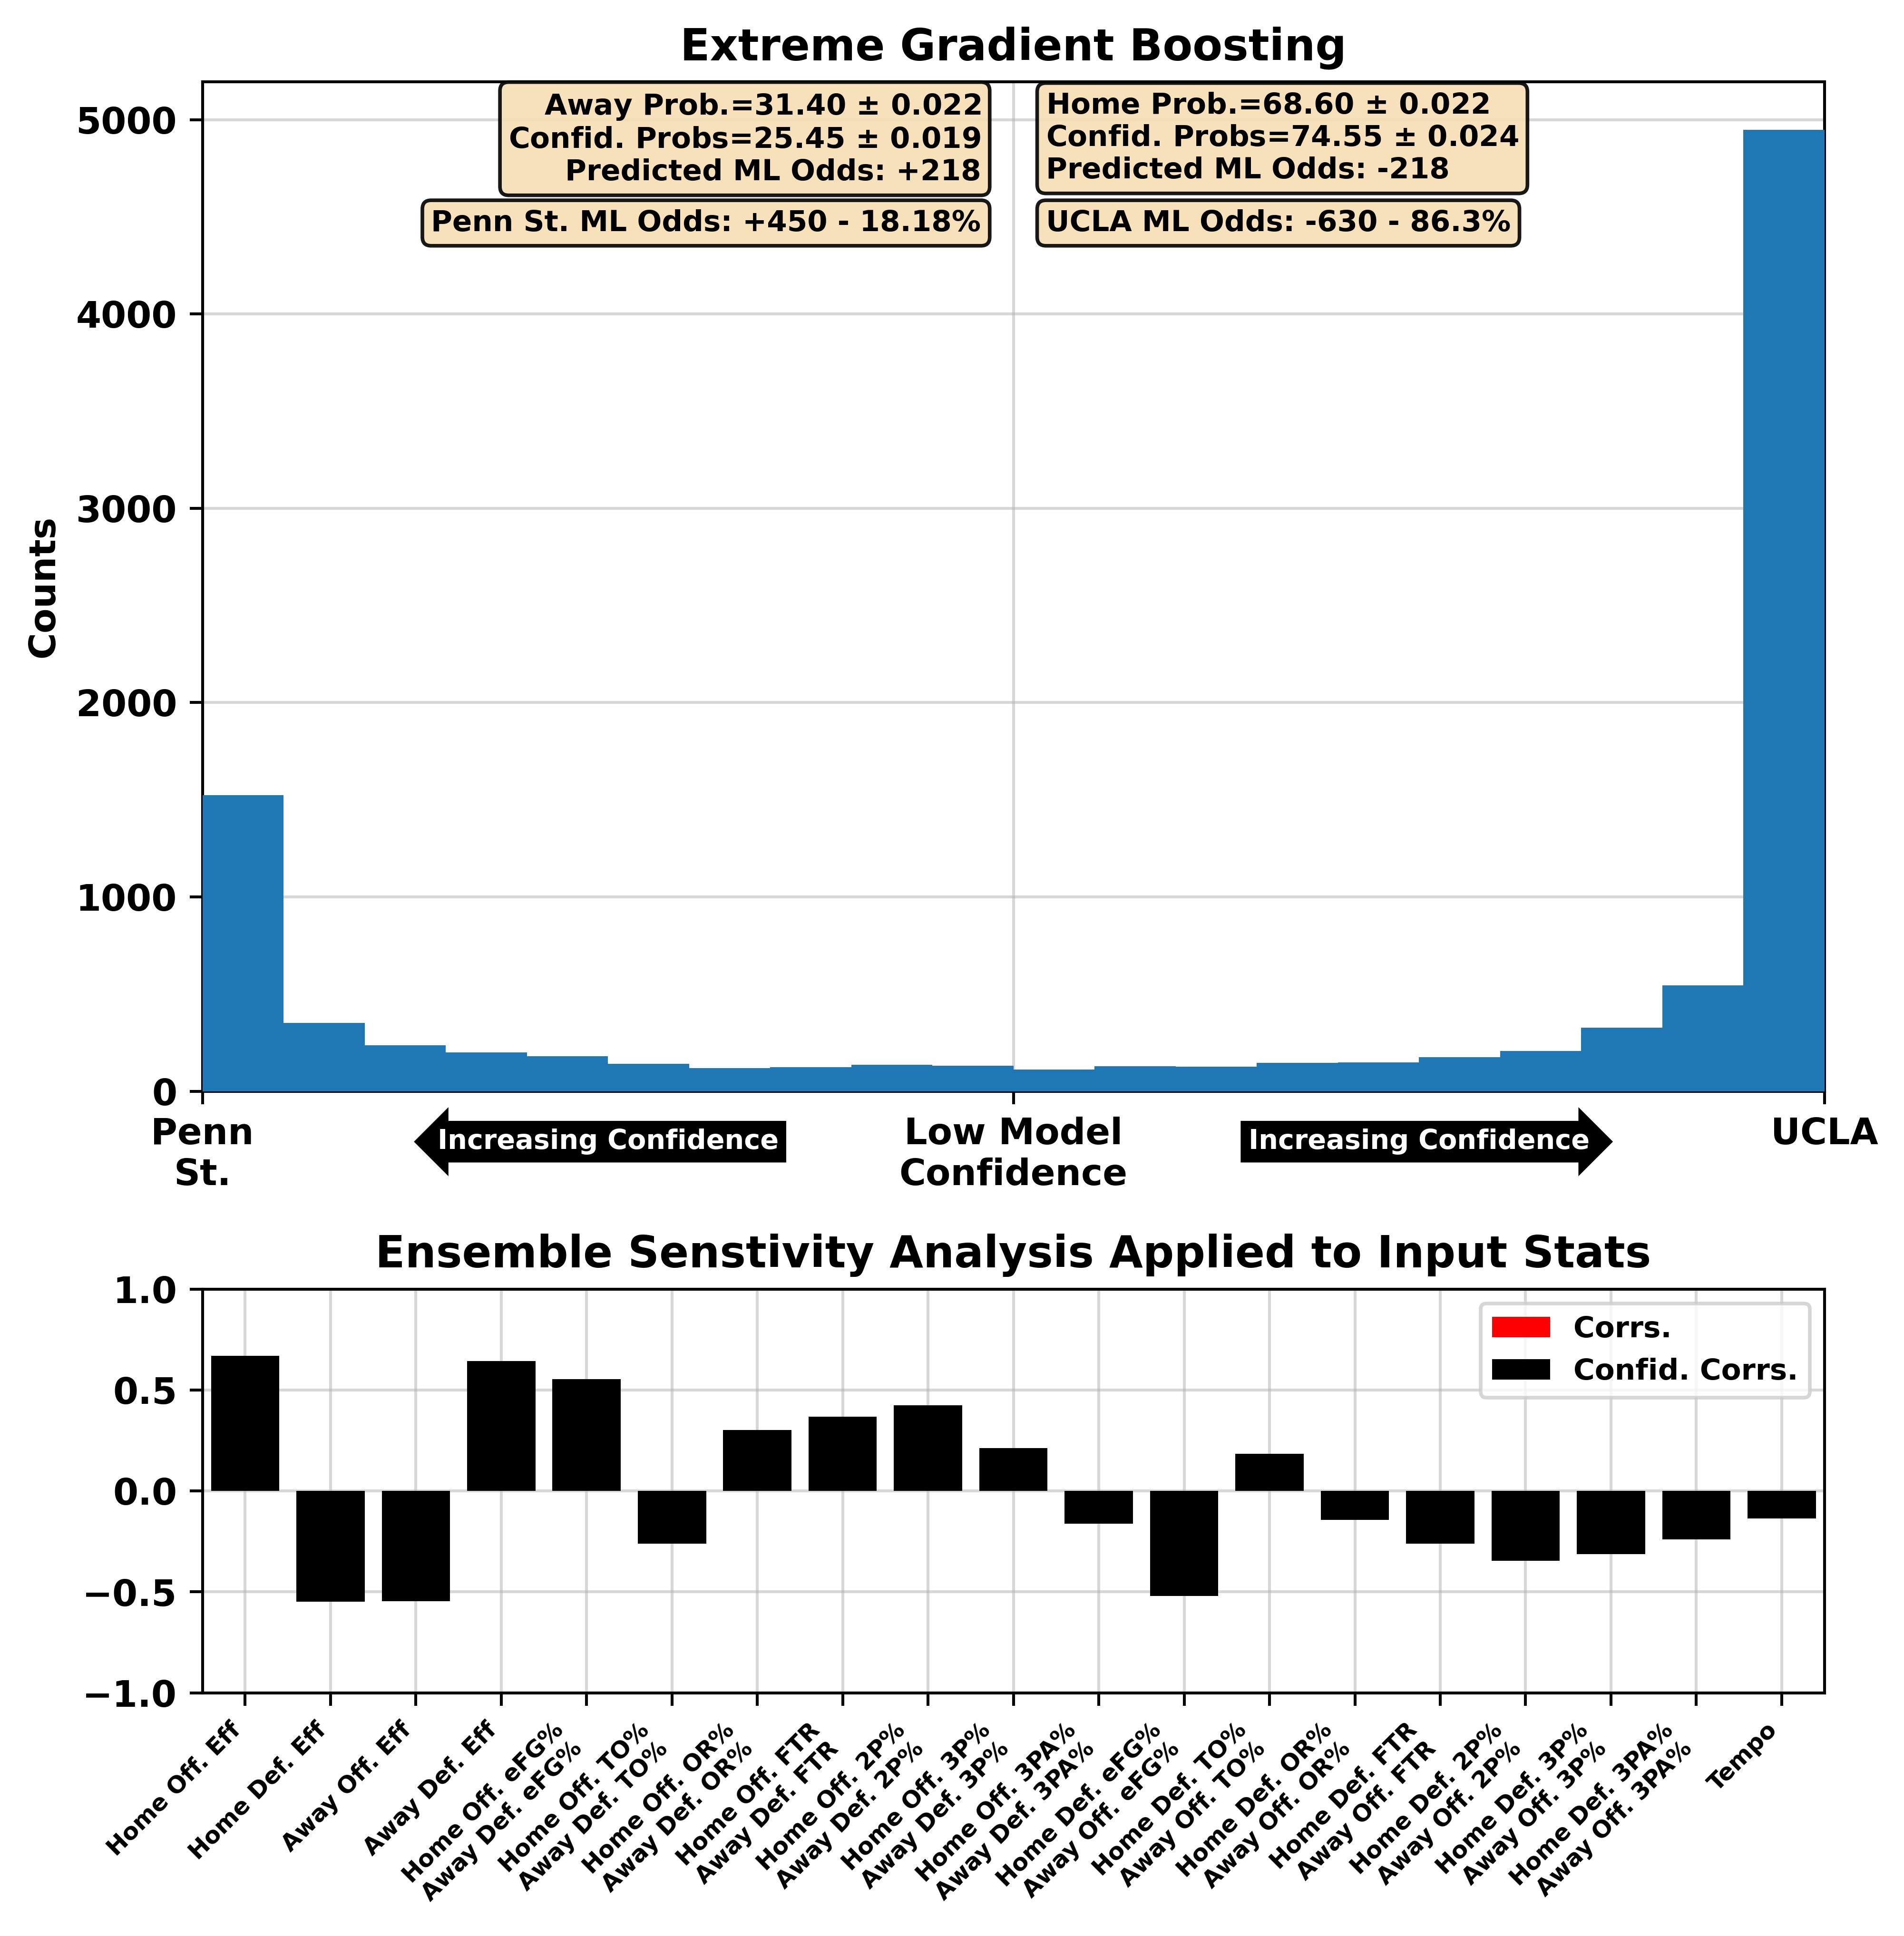 Extreme Gradient Boosting
Away Prob.=31.40 ± 0.022
Confid. Probs=25.45 ± 0.019
Predicted ML Odds: +218
Penn St. ML Odds: +450 - 18.18%
Home Prob.=68.60 ± 0.022
Confid. Probs=74.55 ± 0.024
Predicted ML Odds: -218
UCLA ML Odds: -630 - 86.3%
Counts
5000
4000
3000
2000
1000
0
Penn
St.
Increasing Confidence
Low Model
Confidence
Increasing Confidence
UCLA
Ensemble Senstivity Analysis Applied to Input Stats
1.0
0.5
0.0
−0.5
−1.0
Corrs.
Confid. Corrs.
Home Off. Eff
Home Def. Eff
Away Off. Eff
Away Def. Eff
Home Off. eFG%
Away Def. eFG%
Home Off. TO%
Away Def. TO%
Home Off. OR%
Away Def. OR%
Home Off. FTR
Away Def. FTR
Home Off. 2P%
Away Def. 2P%
Home Off. 3P%
Away Def. 3P%
Home Off. 3PA%
Away Def. 3PA%
Home Def. eFG%
Away Off. eFG%
Home Def. TO%
Away Off. TO%
Home Def. OR%
Away Off. OR%
Home Def. FTR
Away Off. FTR
Home Def. 2P%
Away Off. 2P%
Home Def. 3P%
Away Off. 3P%
Home Def. 3PA%
Away Off. 3PA%
Tempo